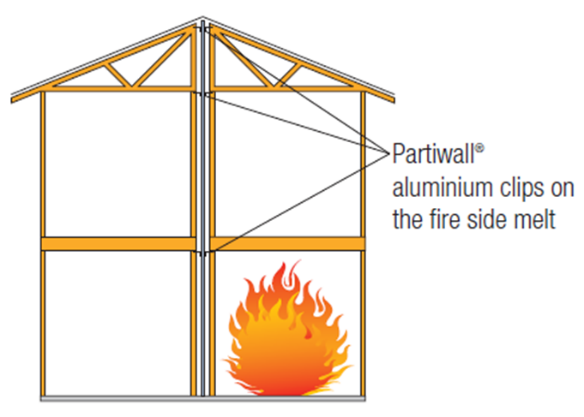 Partiwall®
aluminium clips on
the fire side melt